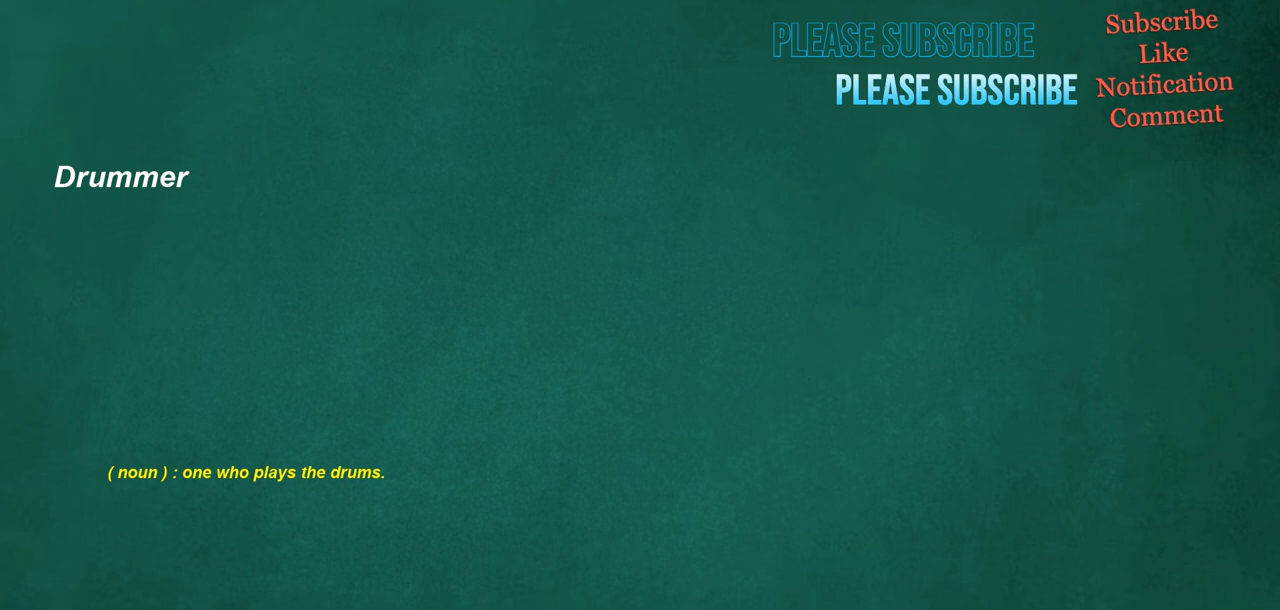 PLEASE SUBSCRIBE
PLEASE SUBSCRIBE
Subscribe
Like
Notification
Comment
Drummer
( noun ) : one who plays the drums.